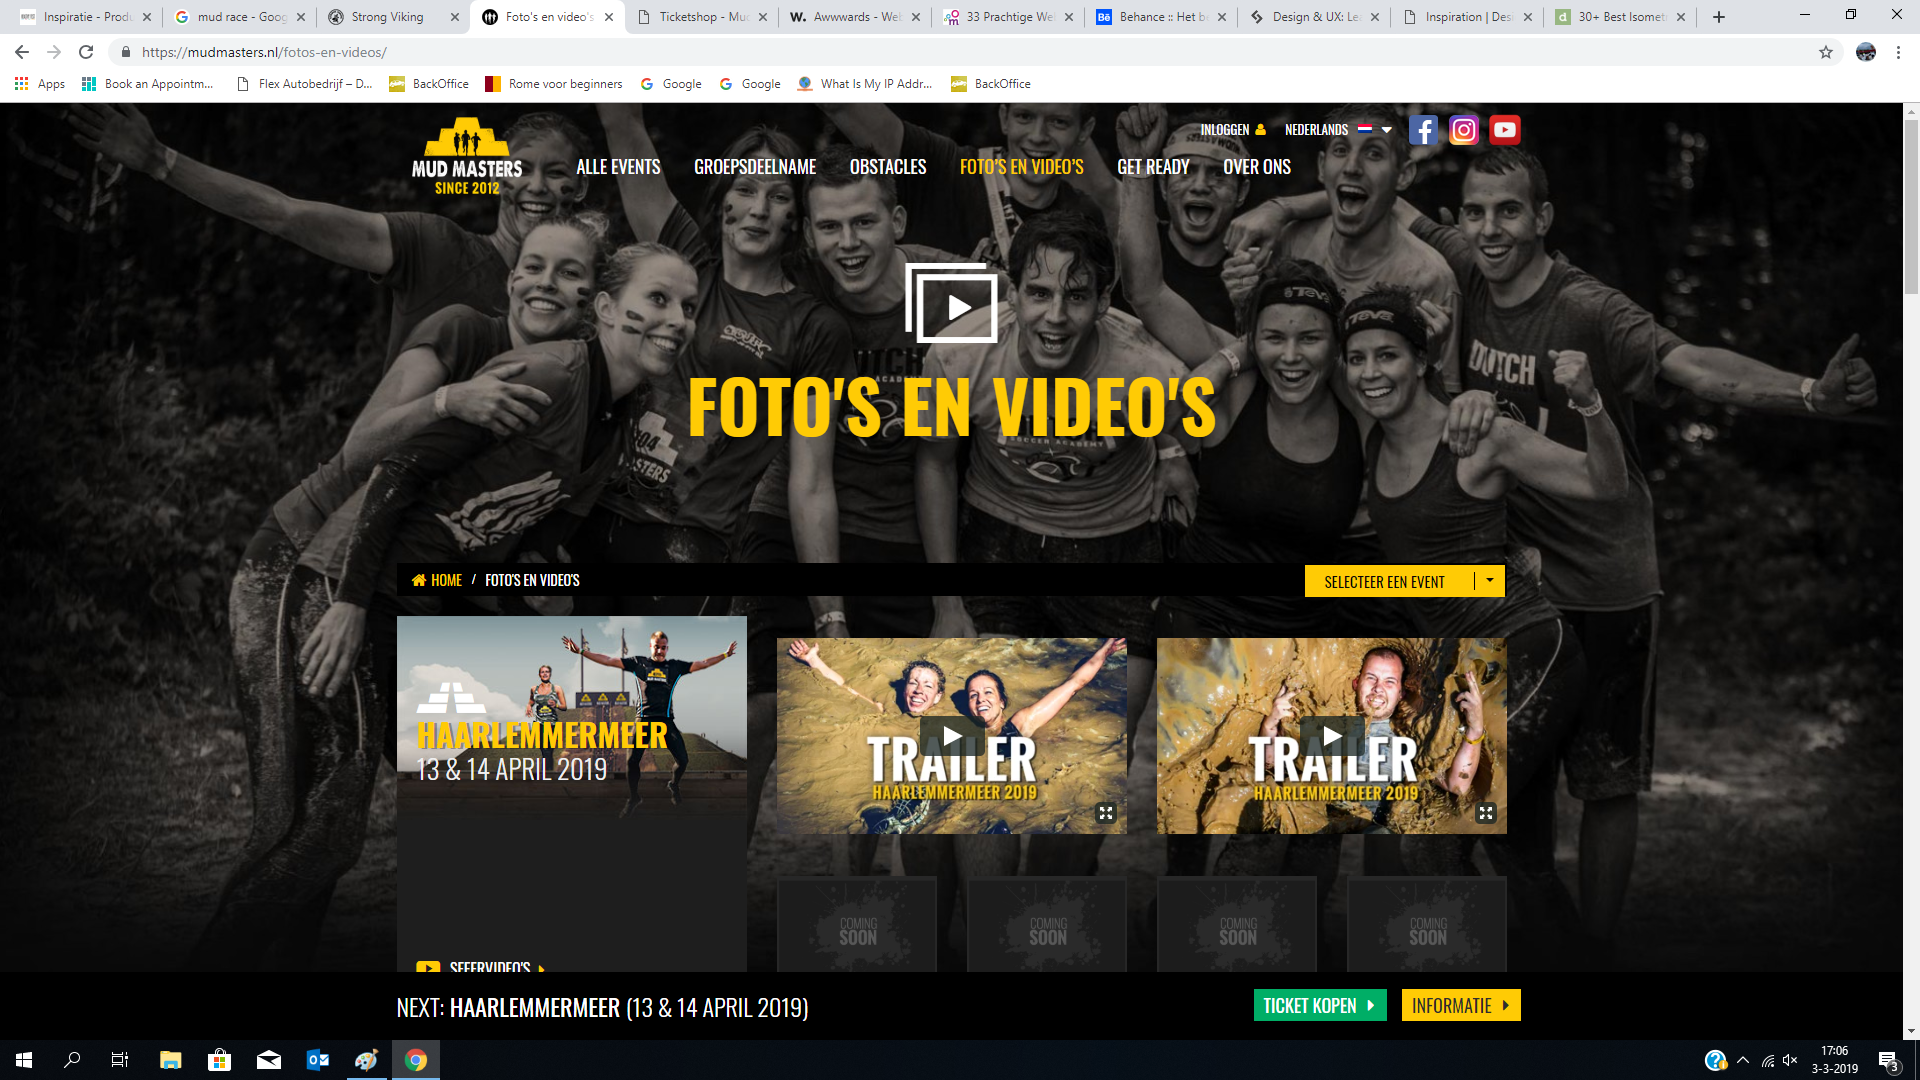 Inspiratie - Produ
mud race - Goog
Strong Viking
Foto's en video's
Ticketshop - Mud
Awwwards - Web
33 Prachtige We
Behance :: Het b
Design & UX: Le
Inspiration | Desi
30+ Best Isomet
https://mudmasters.nl/fotos-en-videos/
Apps
Book an Appointm...
Flex Autobedrijf – D...
BackOffice
Rome voor beginners
Google
Google
What Is My IP Addr...
BackOffice
INLOGGEN
NEDERLANDS
MUD MASTERS
SINCE 2012
ALLE EVENTS
GROEPSDEELNAME
OBSTACLES
FOTO'S EN VIDEO'S
GET READY
OVER ONS
FOTO'S EN VIDEO'S
HOME / FOTO'S EN VIDEO'S
SELECTEER EEN EVENT
HAARLEMMERMEER
13 & 14 APRIL 2019
TRAILER
HAARLEMMERMEER 2019
TRAILER
HAARLEMMERMEER 2019
COMING
SOON
COMING
SOON
COMING
SOON
COMING
SOON
SFEERVIDEO'S
NEXT: HAARLEMMERMEER (13 & 14 APRIL 2019)
TICKET KOPEN
INFORMATIE
17:06
3-3-2019
3